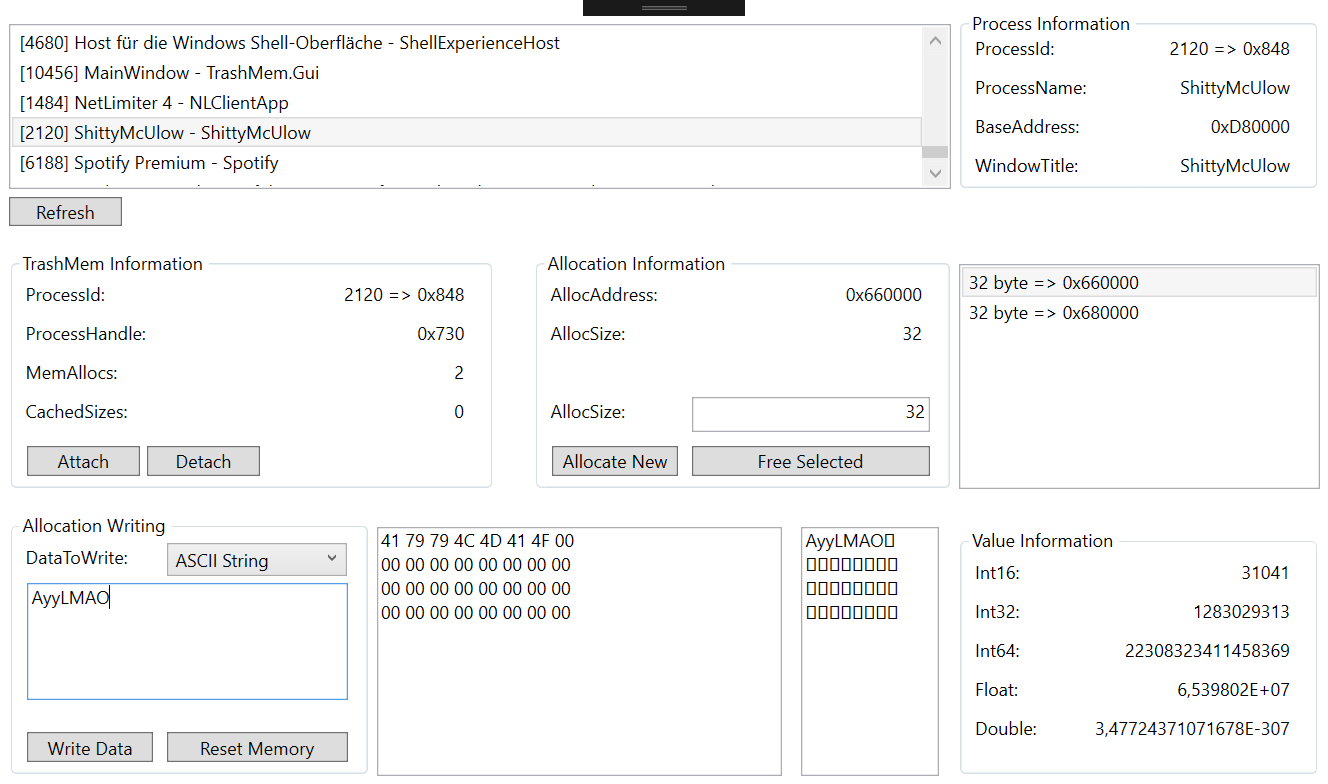 [4680] Host für die Windows Shell-Oberfläche - ShellExperienceHost
[10456] MainWindow - TrashMem.Gui
[1484] NetLimiter 4 - NLClientApp
[2120] ShittyMcUlow - ShittyMcUlow
[6188] Spotify Premium - Spotify
Refresh
Process Information
ProcessId: 2120 => 0x848
ProcessName: ShittyMcUlow
BaseAddress: 0xD80000
WindowTitle: ShittyMcUlow
TrashMem Information
ProcessId: 2120 => 0x848
ProcessHandle: 0x730
MemAllocs: 2
CachedSizes: 0
Attach Detach
Allocation Information
AllocAddress: 0x660000
AllocSize: 32
AllocSize: 32
Allocate New Free Selected
32 byte => 0x660000
32 byte => 0x680000
Allocation Writing
DataToWrite: ASCII String
AyyLMAO
Write Data Reset Memory
41 79 79 4C 4D 41 4F 00
00 00 00 00 00 00 00 00
00 00 00 00 00 00 00 00
00 00 00 00 00 00 00 00
AyyLMAO▯
▯▯▯▯▯▯▯▯
▯▯▯▯▯▯▯▯
▯▯▯▯▯▯▯▯
Value Information
Int16: 31041
Int32: 1283029313
Int64: 22308323411458369
Float: 6,539802E+07
Double: 3,47724371071678E-307